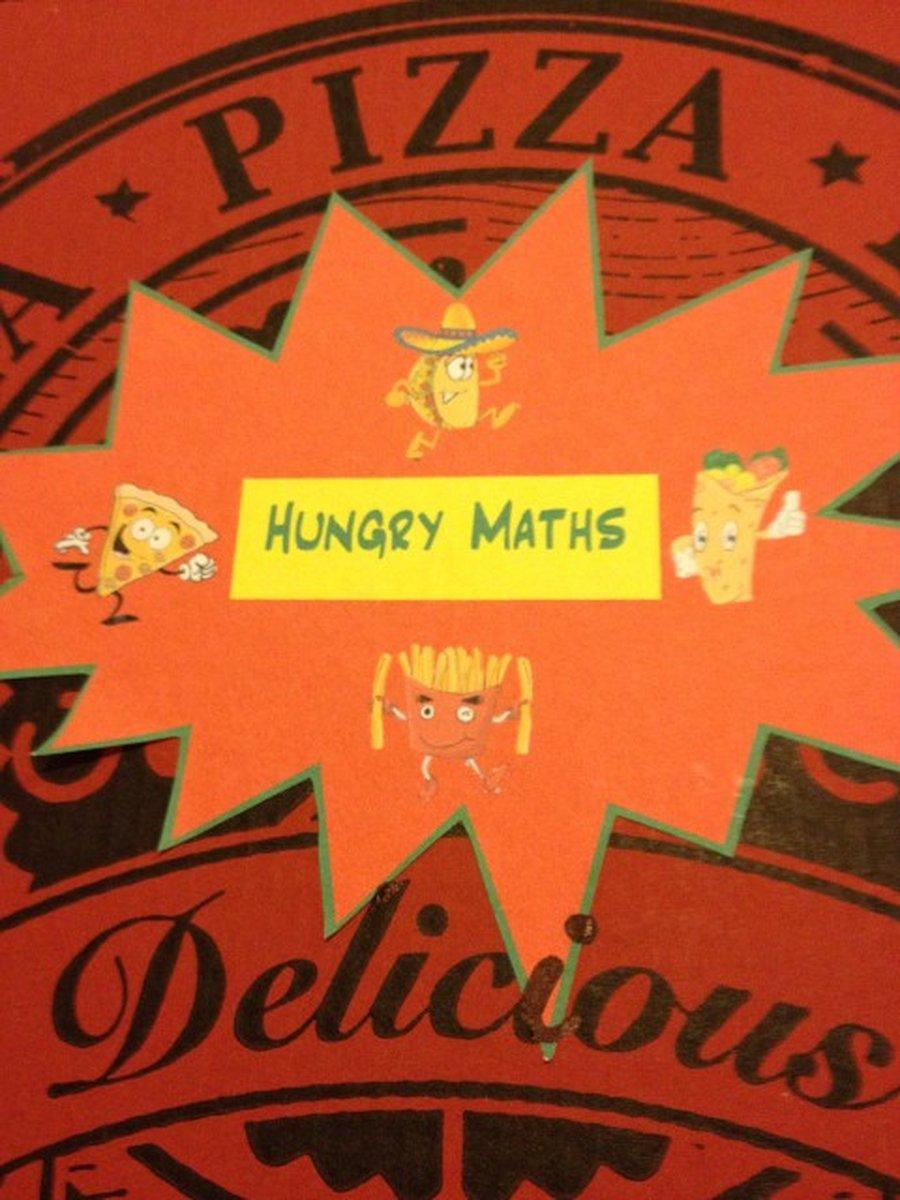 PIZZA
HUNGRY MATHS
Delicious